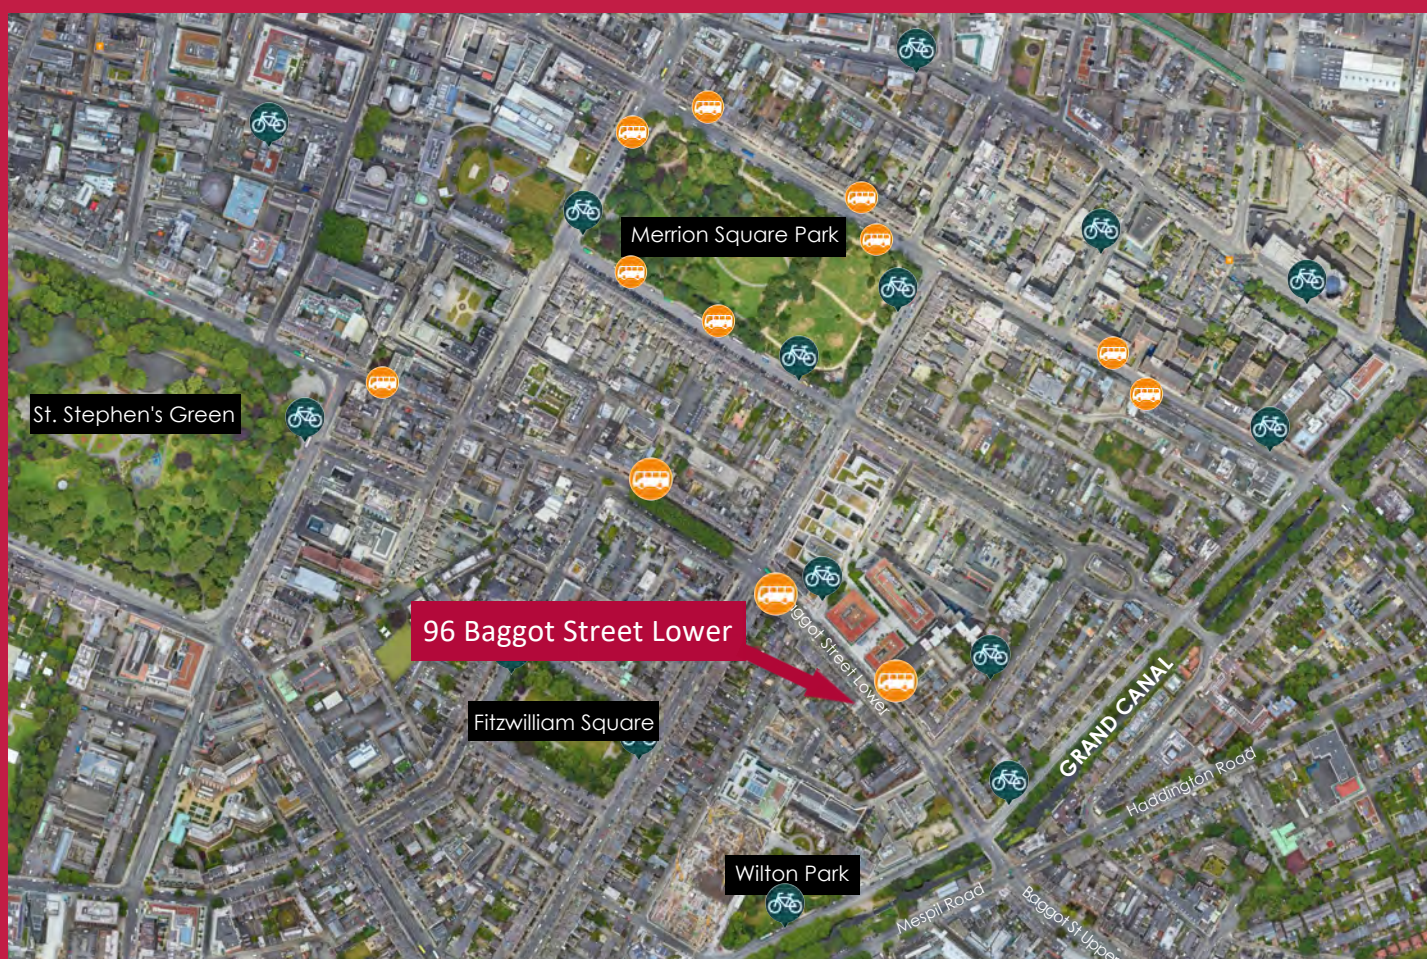 Merrion Square Park
St. Stephen's Green
96 Baggot Street Lower
ggot Street Lower
Fitzwilliam Square
GRAND CANAL
Haddington Road
Wilton Park
Mespil Road
Baggot St Upper